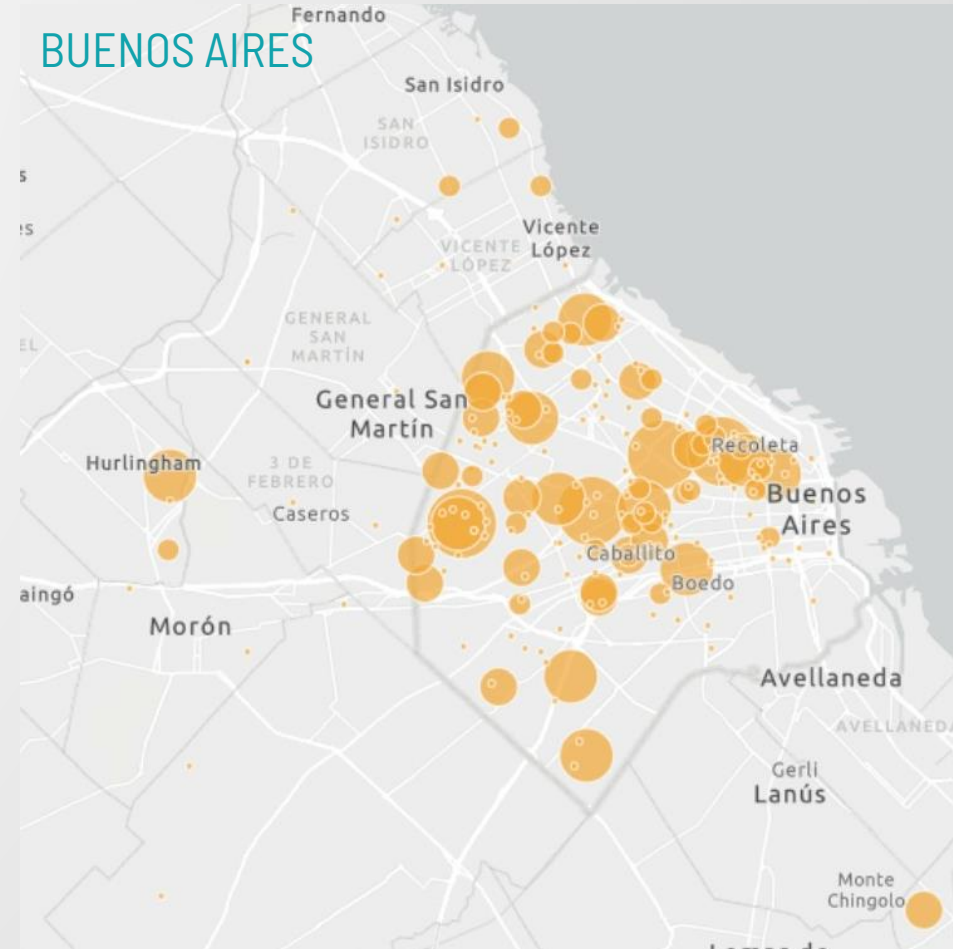 Fernando
BUENOS AIRES
San Isidro
SAN
ISIDRO
Vicente
López
VICENTE
LÓPEZ
GENERAL
SAN
MARTÍN
General San
Martín
Recoleta
Hurlingham
3 DE
FEBRERO
Buenos
Aires
Caseros
Caballito
Boedo
aingó
Morón
Avellaneda
AVELLANEDA
Gerli
Lanús
Monte
Chingolo